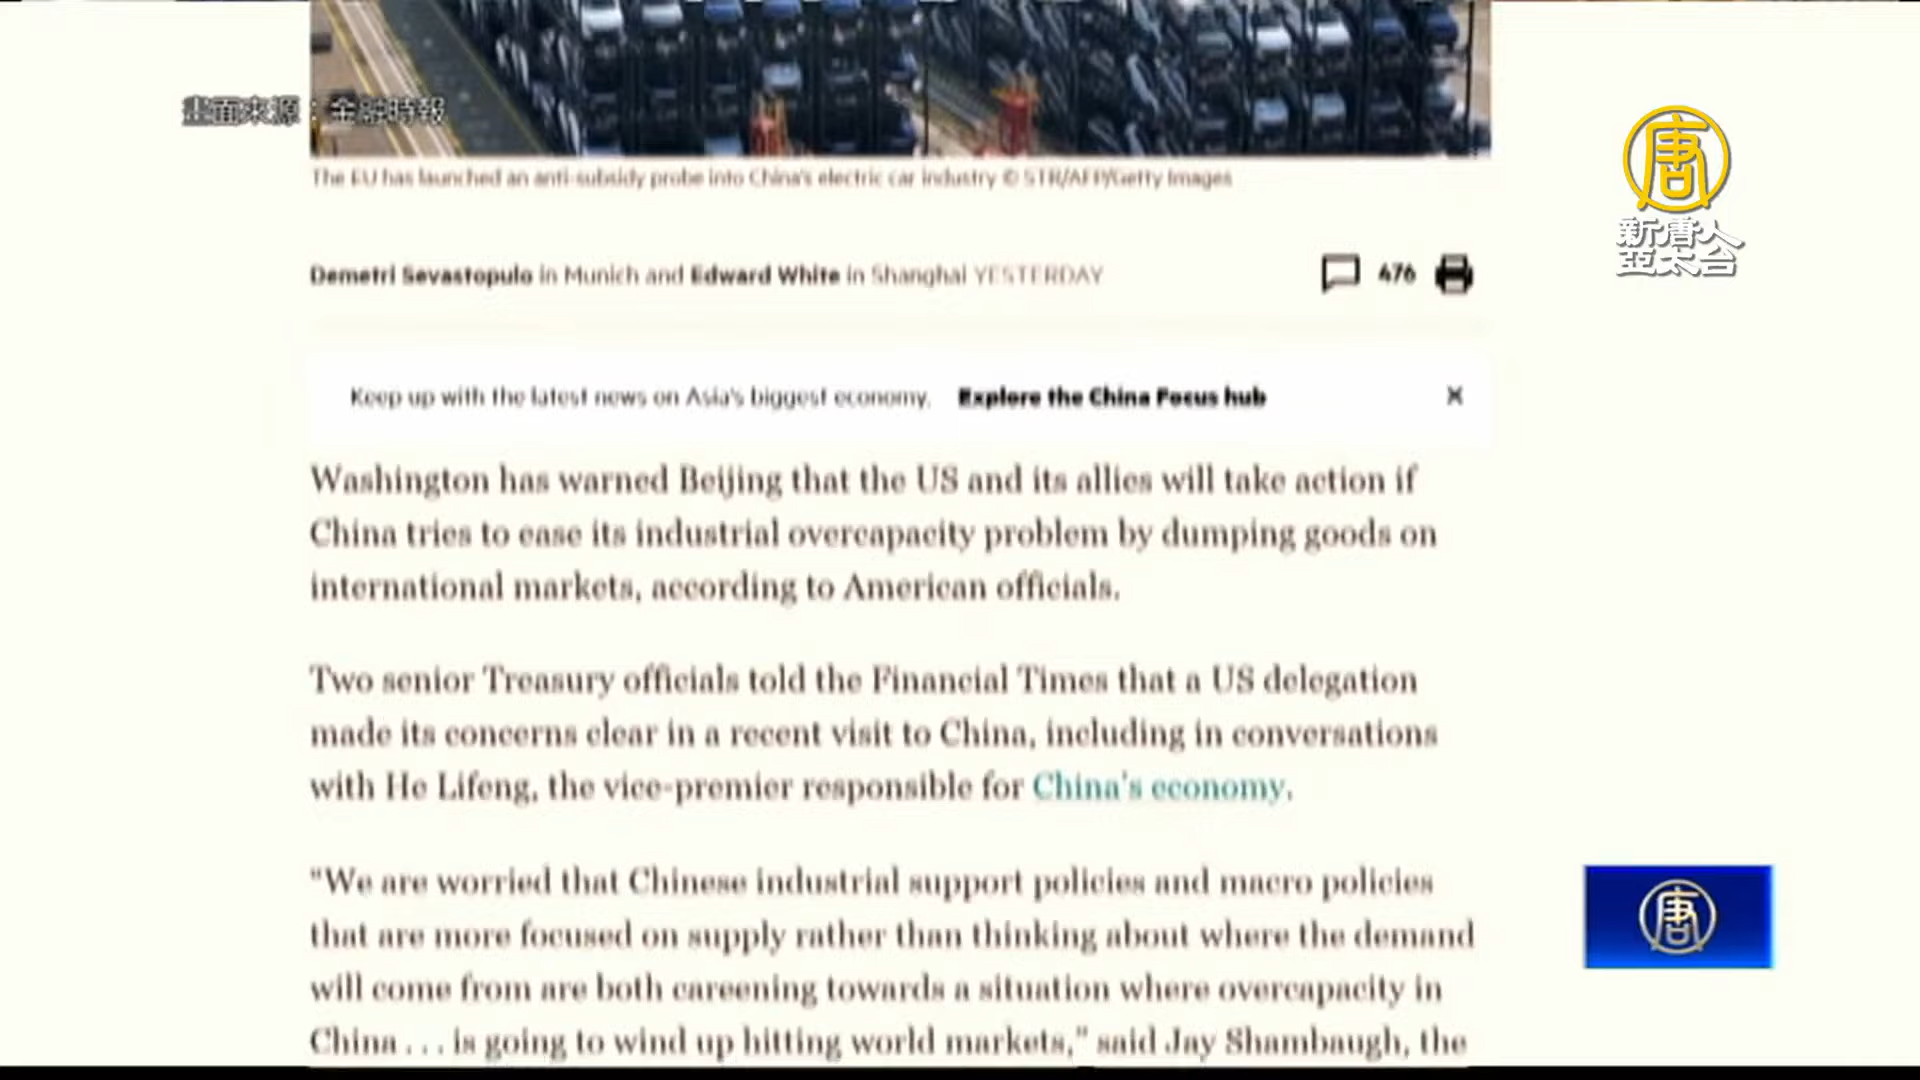 畫面來源：金融時報
The EU has launched an anti-subsidy probe into China's electric car industry © STR/AFP/Getty Images
唐
新唐人
亞太台
Demetri Sevastopulo in Munich and Edward White in Shanghai YESTERDAY
476
Keep up with the latest news on Asia's biggest economy. Explore the China Focus hub
Washington has warned Beijing that the US and its allies will take action if
China tries to ease its industrial overcapacity problem by dumping goods on
international markets, according to American officials.
Two senior Treasury officials told the Financial Times that a US delegation
made its concerns clear in a recent visit to China, including in conversations
with He Lifeng, the vice-premier responsible for China's economy.
“We are worried that Chinese industrial support policies and macro policies
that are more focused on supply rather than thinking about where the demand
will come from are both careening towards a situation where overcapacity in
China . . . is going to wind up hitting world markets,” said Jay Shambaugh, the
唐